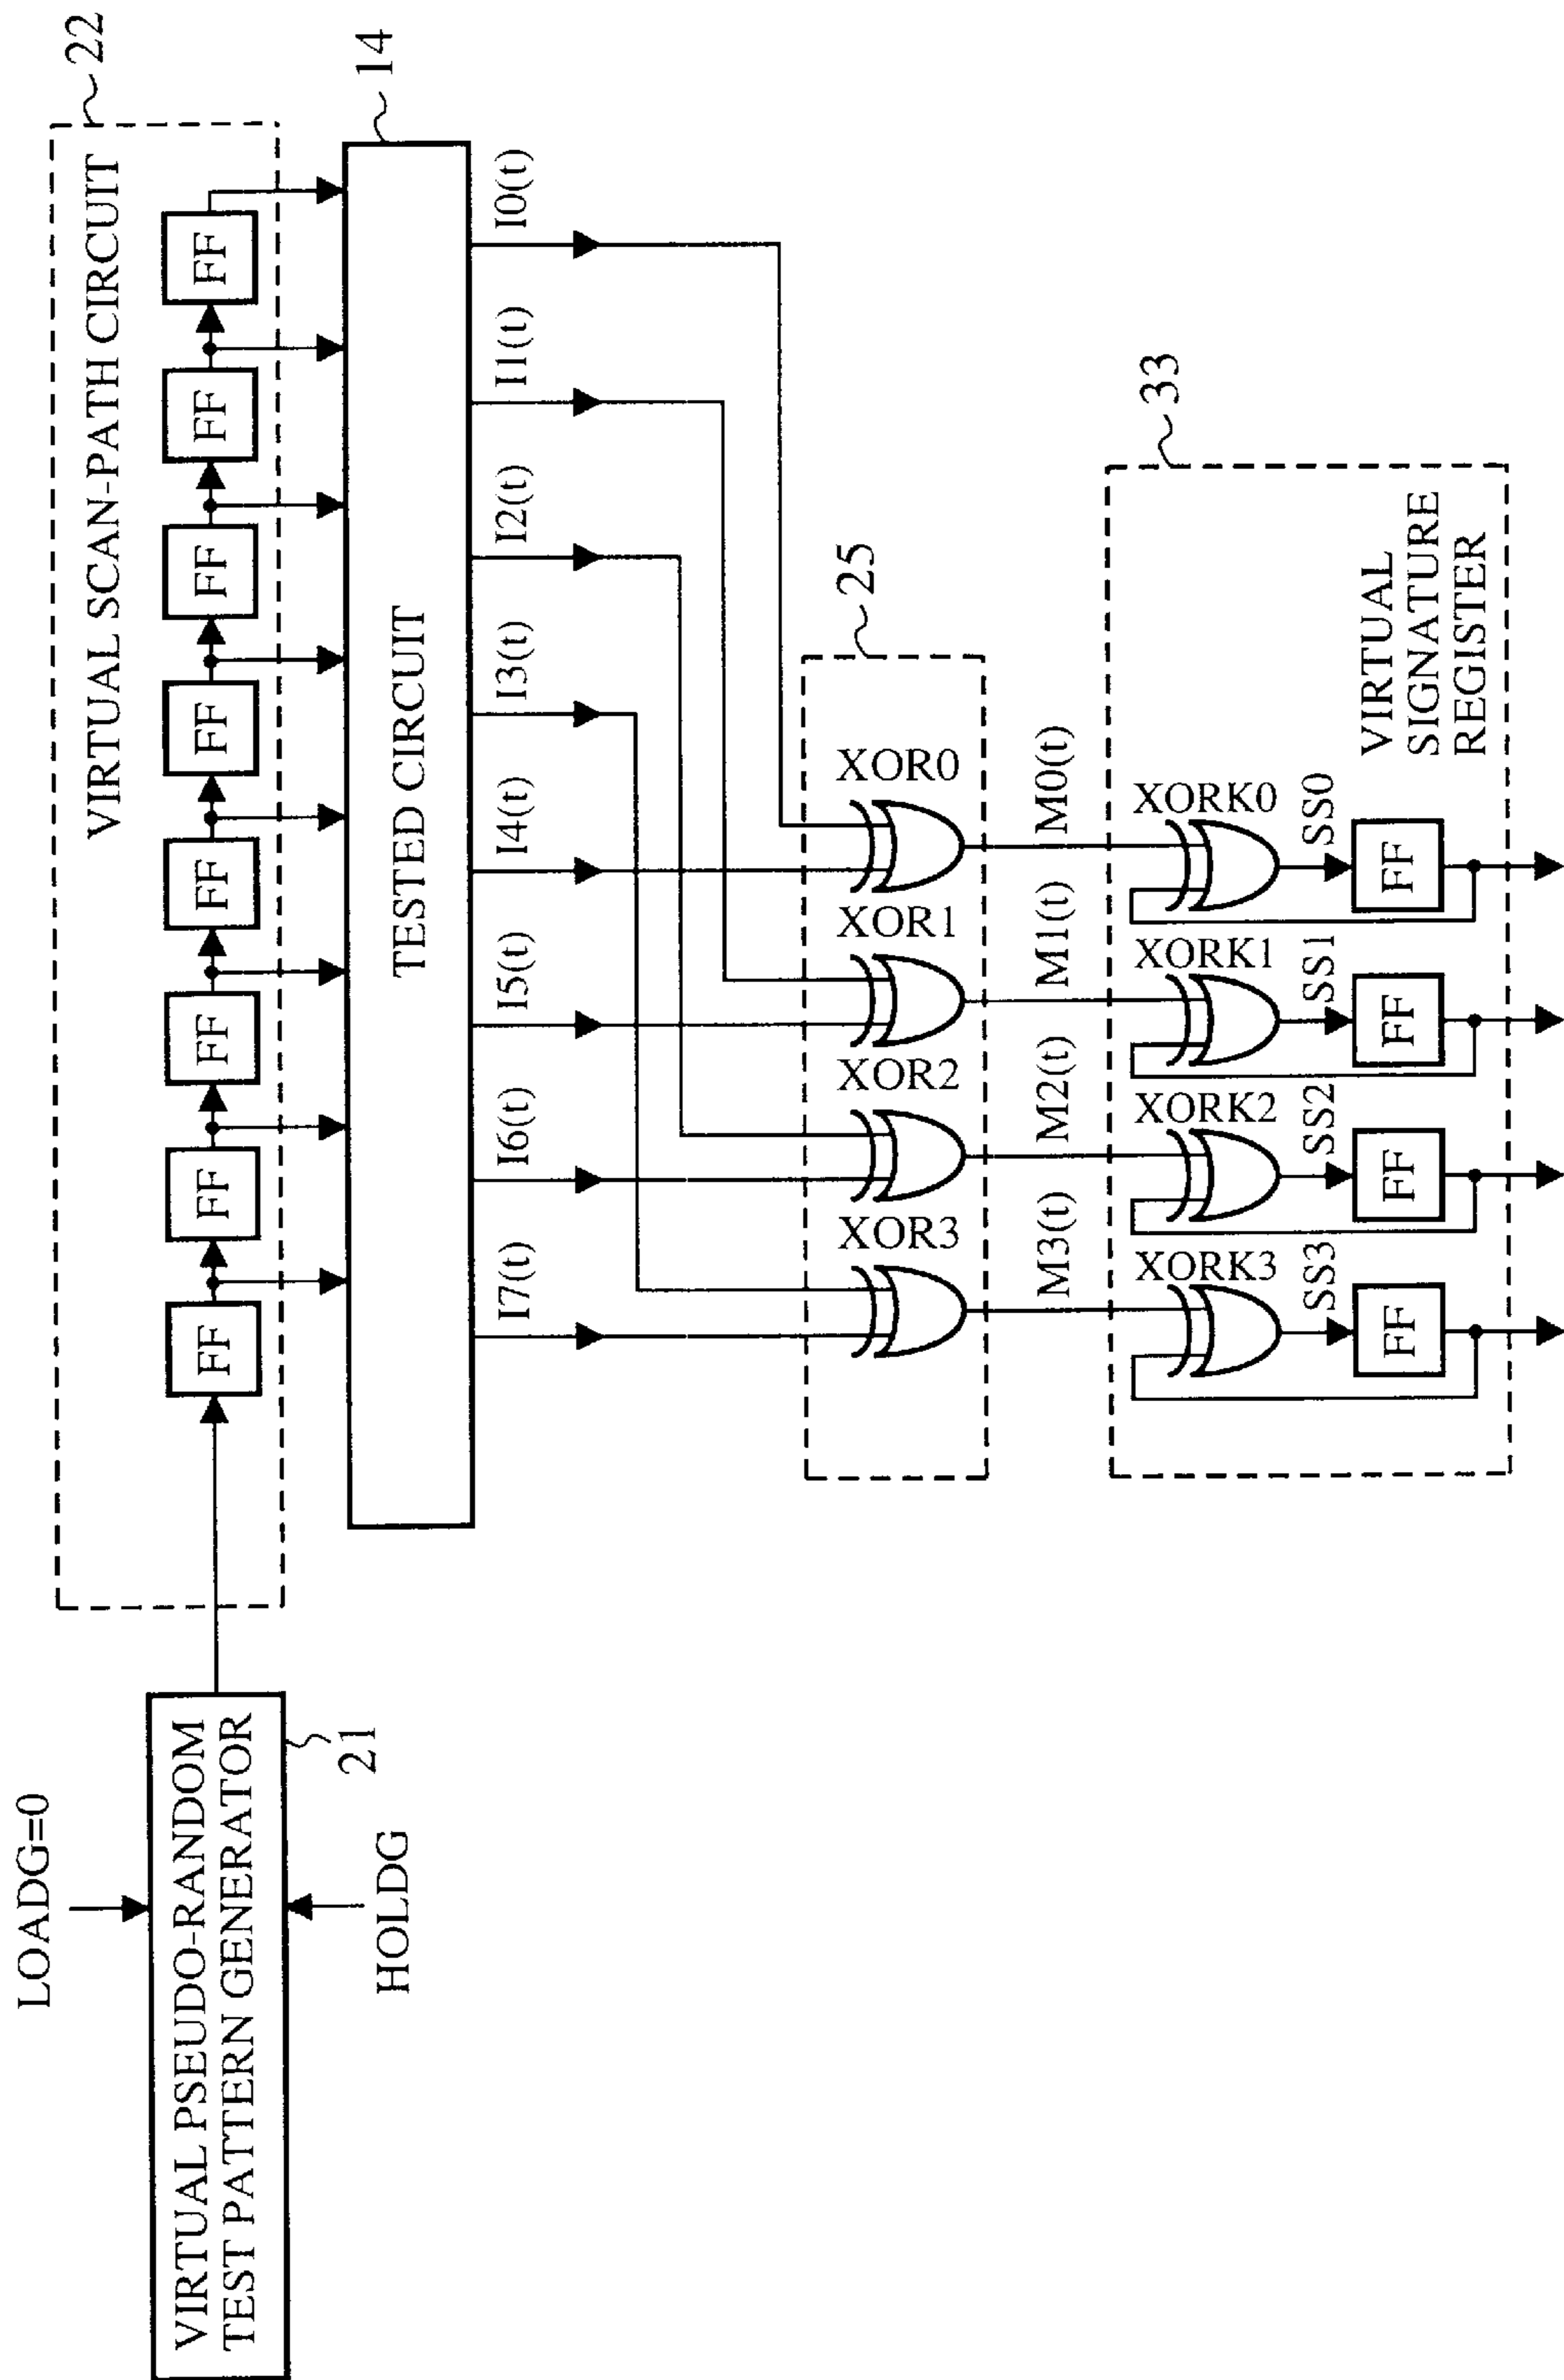 LOADG=0
VIRTUAL PSEUDO-RANDOM
TEST PATTERN GENERATOR
21
HOLDG
22
VIRTUAL SCAN-PATH CIRCUIT
FF
FF
FF
FF
FF
FF
FF
FF
14
TESTED CIRCUIT
I7(t)
I6(t)
I5(t)
I4(t)
I3(t)
I2(t)
I1(t)
I0(t)
25
XOR3
XOR2
XOR1
XOR0
M3(t)
M2(t)
M1(t)
M0(t)
33
XORK3
XORK2
XORK1
XORK0
SS3
SS2
SS1
SS0
FF
FF
FF
FF
VIRTUAL
SIGNATURE
REGISTER